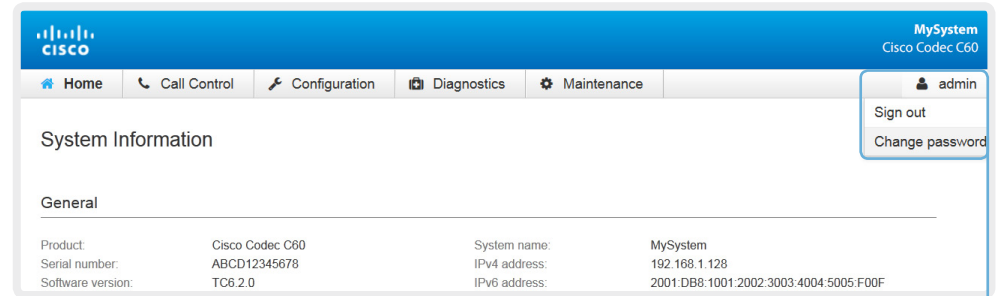 CISCO
MySystem
Cisco Codec C60
Home Call Control Configuration Diagnostics Maintenance admin
Sign out
Change password
System Information
General
Product: Cisco Codec C60 System name: MySystem
Serial number: ABCD12345678 IPv4 address: 192.168.1.128
Software version: TC6.2.0 IPv6 address: 2001:DB8:1001:2002:3003:4004:5005:F00F